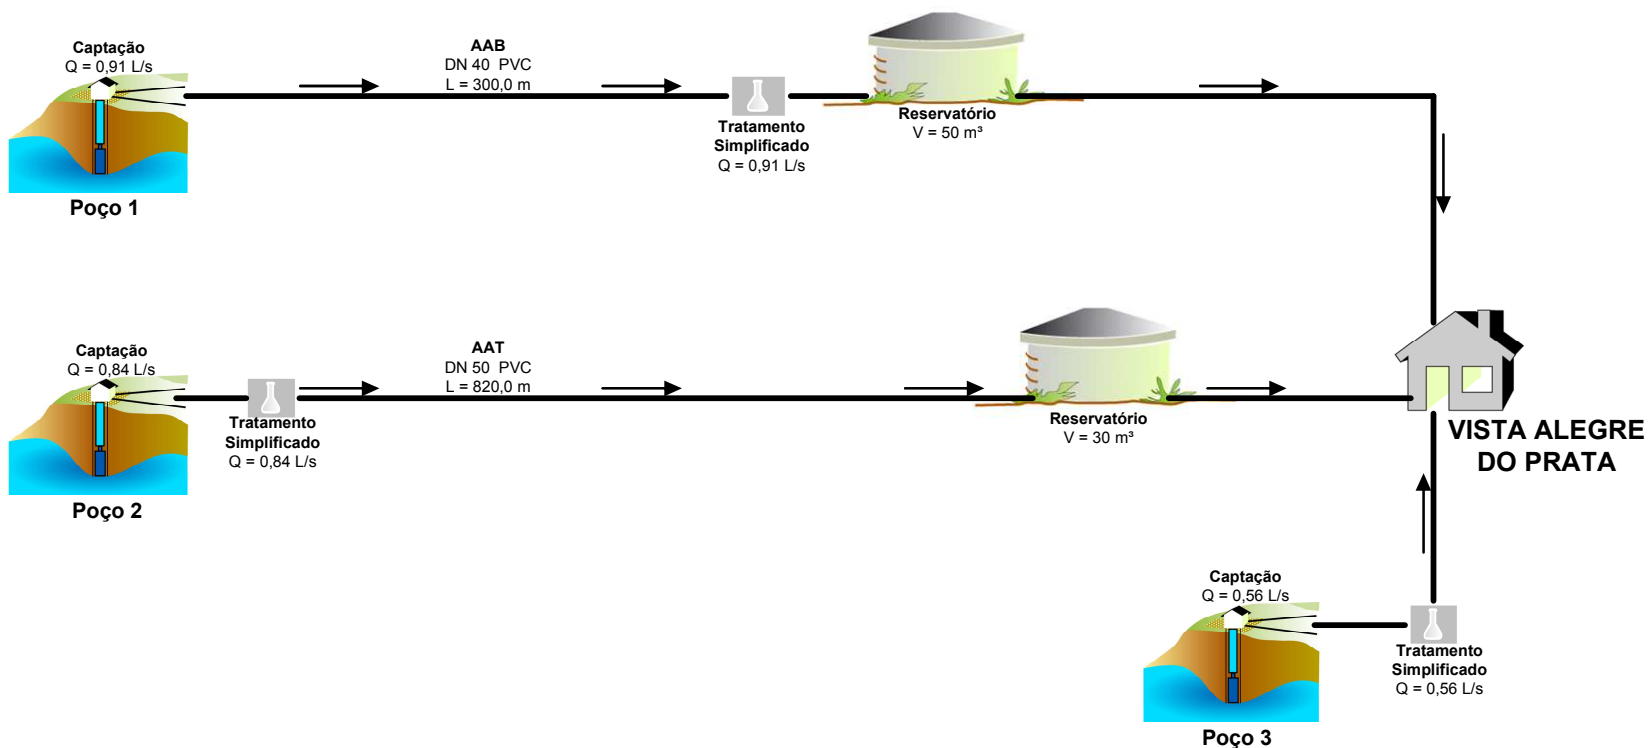 Captação
Q = 0,91 L/s
Poço 1
AAB
DN 40 PVC
L = 300,0 m
Tratamento
Simplificado
Q = 0,91 L/s
Reservatório
V = 50 m³
Captação
Q = 0,84 L/s
Poço 2
Tratamento
Simplificado
Q = 0,84 L/s
AAT
DN 50 PVC
L = 820,0 m
Reservatório
V = 30 m³
VISTA ALEGRE
DO PRATA
Captação
Q = 0,56 L/s
Poço 3
Tratamento
Simplificado
Q = 0,56 L/s